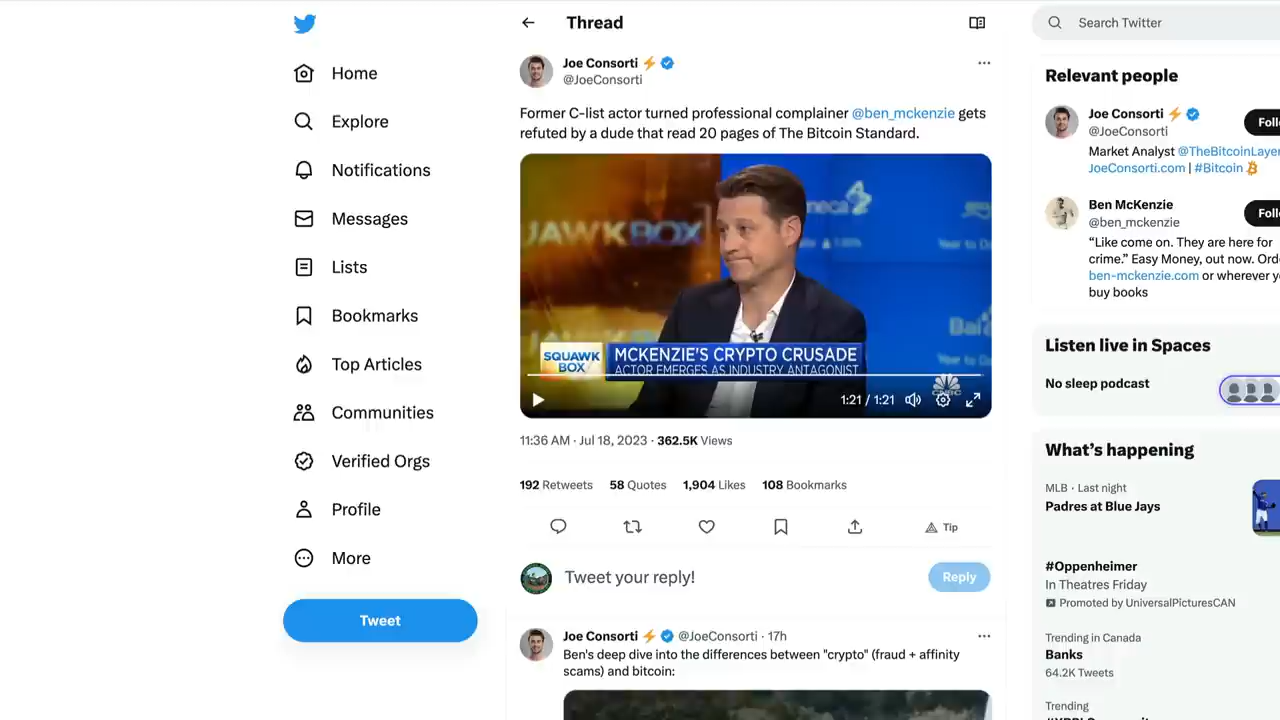 Home
Explore
Notifications
Messages
Lists
Bookmarks
Top Articles
Communities
Verified Orgs
Profile
More
Tweet
Thread
Joe Consorti
@JoeConsorti
Former C-list actor turned professional complainer @ben_mckenzie gets
refuted by a dude that read 20 pages of The Bitcoin Standard.
SQUAWK
BOX
MCKENZIE'S CRYPTO CRUSADE
ACTOR EMERGES AS INDUSTRY ANTAGONIST
CNBC
1:21 / 1:21
11:36 AM · Jul 18, 2023 · 362.5K Views
192 Retweets 58 Quotes 1,904 Likes 108 Bookmarks
Tip
Tweet your reply!
Reply
Joe Consorti @JoeConsorti · 17h
Ben's deep dive into the differences between "crypto" (fraud + affinity
scams) and bitcoin:
Search Twitter
Relevant people
Joe Consorti
@JoeConsorti
Foll
Market Analyst @TheBitcoinLayer
JoeConsorti.com | #Bitcoin
Ben McKenzie
@ben_mckenzie
Foll
“Like come on. They are here for
crime.” Easy Money, out now. Ord
ben-mckenzie.com or wherever y
buy books
Listen live in Spaces
No sleep podcast
What’s happening
MLB · Last night
Padres at Blue Jays
#Oppenheimer
In Theatres Friday
Promoted by UniversalPicturesCAN
Trending in Canada
Banks
64.2K Tweets
Trending